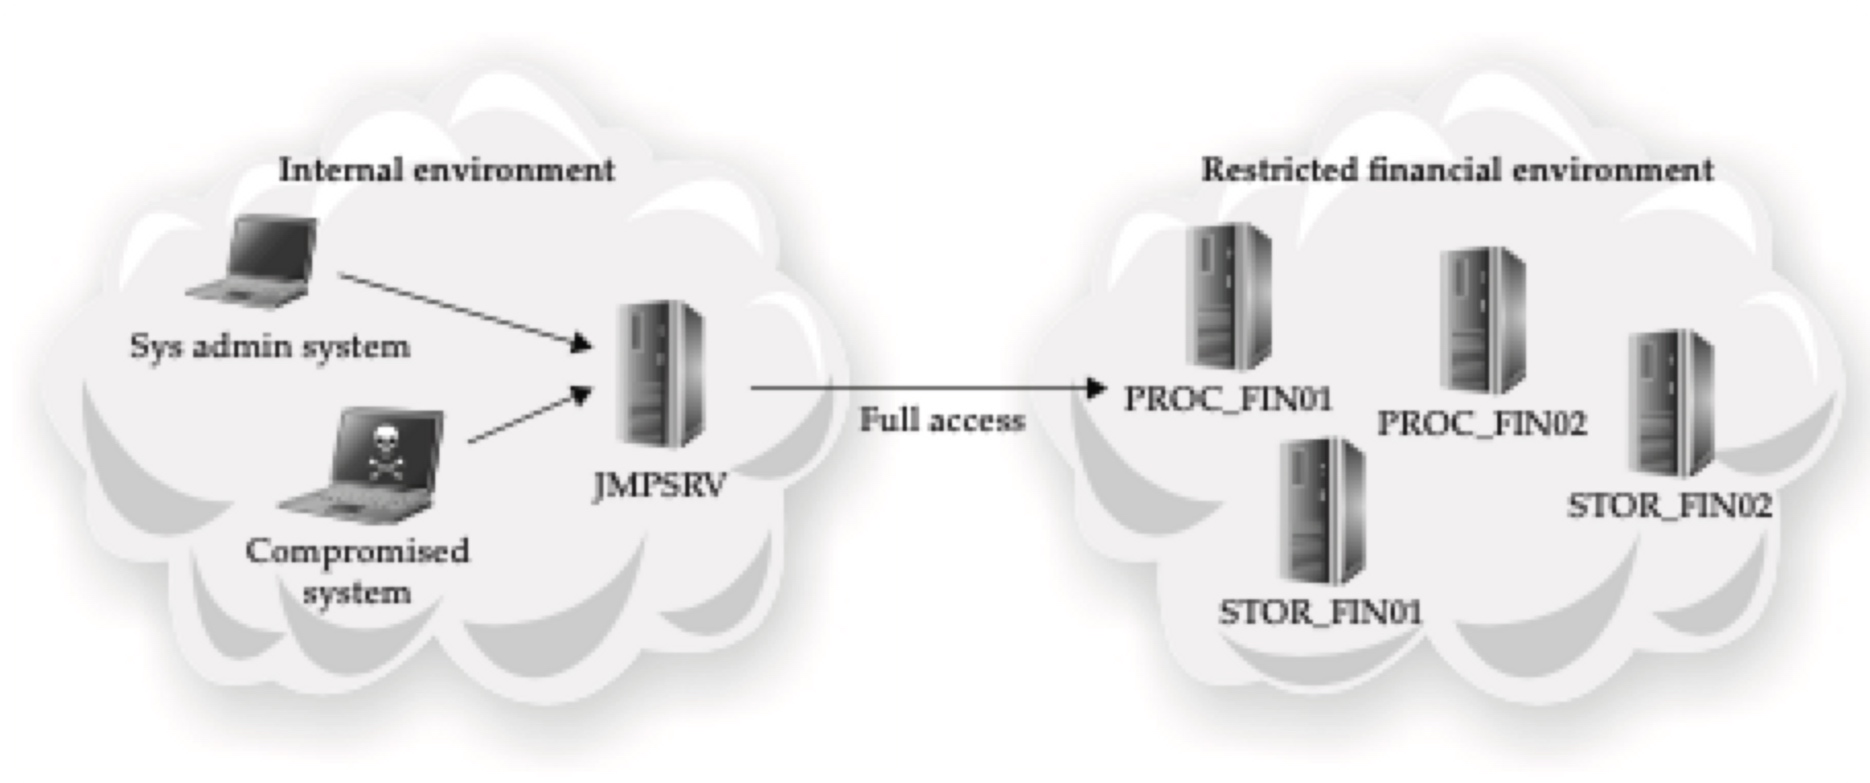 Internal environment
Sys admin system
Compromised
system
JMPSRV
Full access
Restricted financial environment
PROC_FIN01
PROC_FIN02
STOR_FIN02
STOR_FIN01